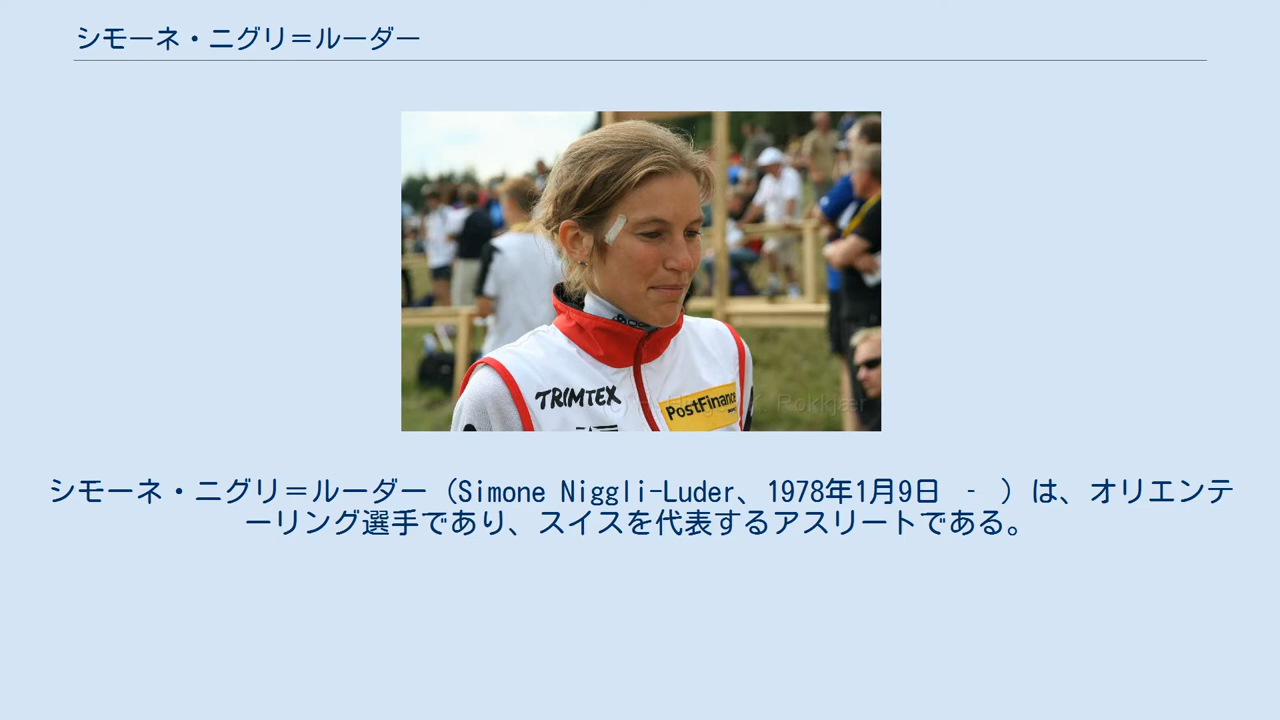 シモーネ・ニグリ＝ルーダー
TRIMTEX
PostFinance
シモーネ・ニグリ＝ルーダー（Simone Niggli-Luder、1978年1月9日 - ）は、オリエンテ
ーリング選手であり、スイスを代表するアスリートである。